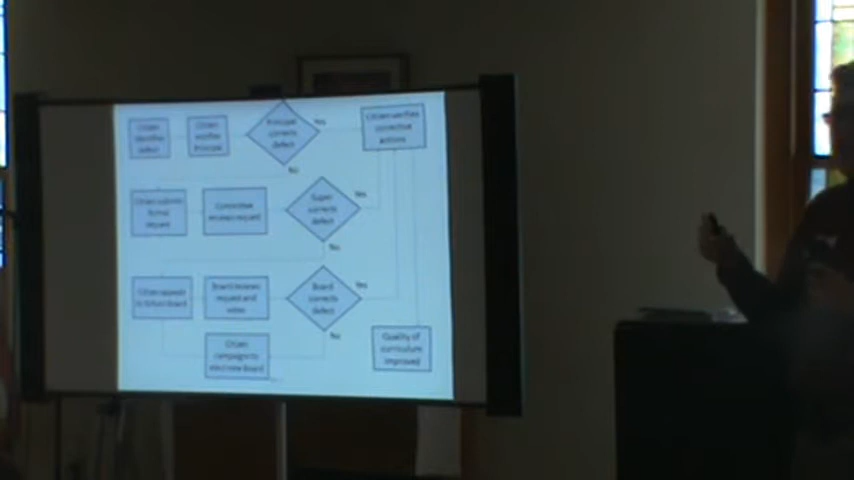 Citizen
identifies
defect
Citizen
notifies
Principal
Principal
corrects
defect
Yes
Citizen verifies
corrective
actions
No
Citizen submits
formal
request
Committee
reviews request
Super
corrects
defect
Yes
No
Citizen appeals
to School Board
Board reviews
request and
votes
Board
corrects
defect
Yes
No
Citizen
campaigns to
elect new Board
Quality of
curriculum
improved